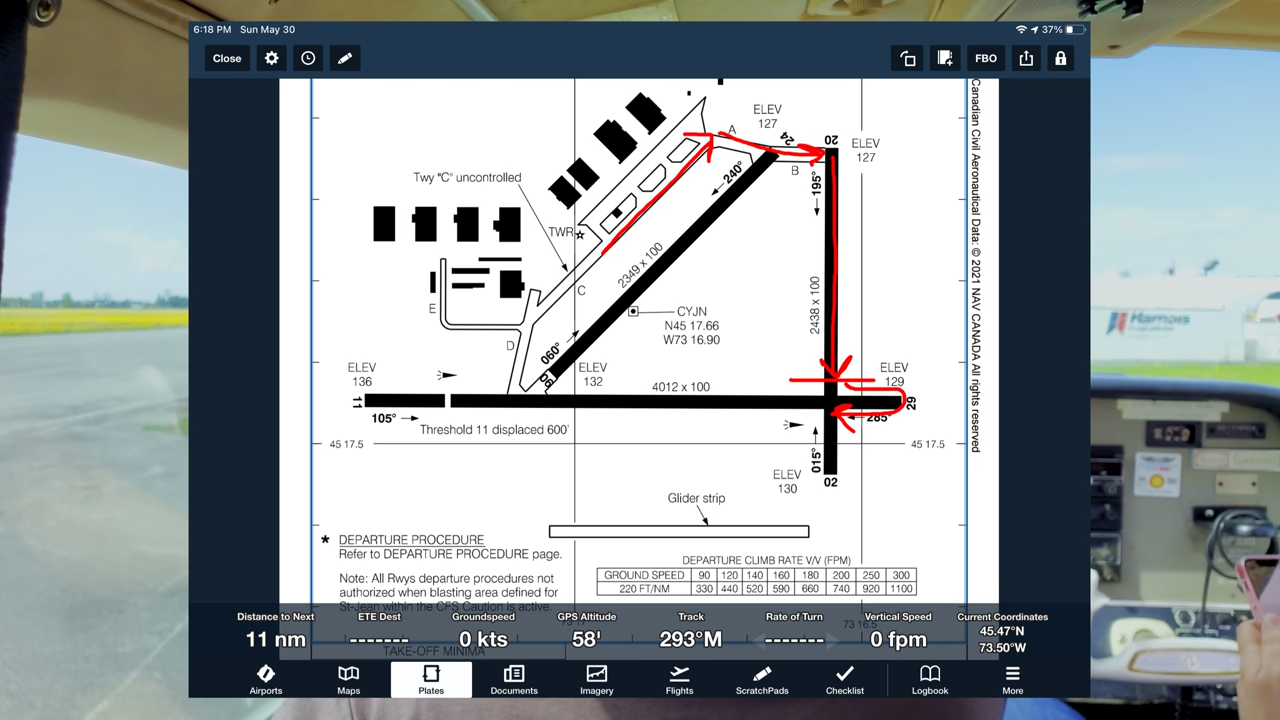 6:18 PM Sun May 30
37%
Close
FBO
Canadian Civil Aeronautical Data: © 2021 NAV CANADA All rights reserved
ELEV
127
A
24
20
ELEV
127
B
240°
195°
Twy "C" uncontrolled
TWR
2349 x 100
C
2438 x 100
CYJN
N45 17.66
W73 16.90
E
D
060°
06
ELEV
136
ELEV
132
4012 x 100
ELEV
129
11
29
105°
285°
Threshold 11 displaced 600'
45 17.5
45 17.5
015°
ELEV
130
02
Glider strip
* DEPARTURE PROCEDURE
Refer to DEPARTURE PROCEDURE page.
Note: All Rwys departure procedures not
authorized when blasting area defined for
St-Jean within the CFS Caution is active.
DEPARTURE CLIMB RATE V/V (FPM)
GROUND SPEED 90 120 140 160 180 200 250 300
220 FT/NM 330 440 520 590 660 740 920 1100
73 16.5
TAKE-OFF MINIMA
Distance to Next ETE Dest Groundspeed GPS Altitude Track Rate of Turn Vertical Speed Current Coordinates
11 nm ------- 0 kts 58' 293°M ------- 0 fpm 45.47°N
73.50°W
Airports Maps Plates Documents Imagery Flights ScratchPads Checklist Logbook More
Harnois